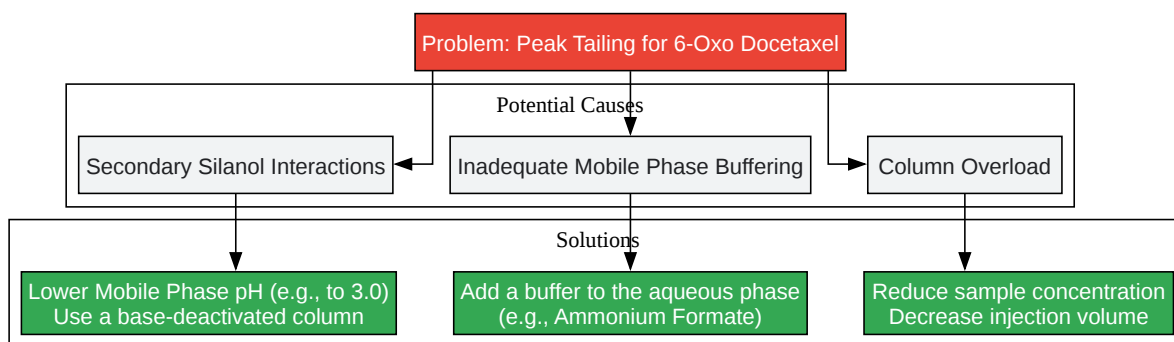 Problem: Peak Tailing for 6-Oxo Docetaxel
Potential Causes
Secondary Silanol Interactions
Inadequate Mobile Phase Buffering
Column Overload
Solutions
Lower Mobile Phase pH (e.g., to 3.0)
Use a base-deactivated column
Add a buffer to the aqueous phase
(e.g., Ammonium Formate)
Reduce sample concentration
Decrease injection volume